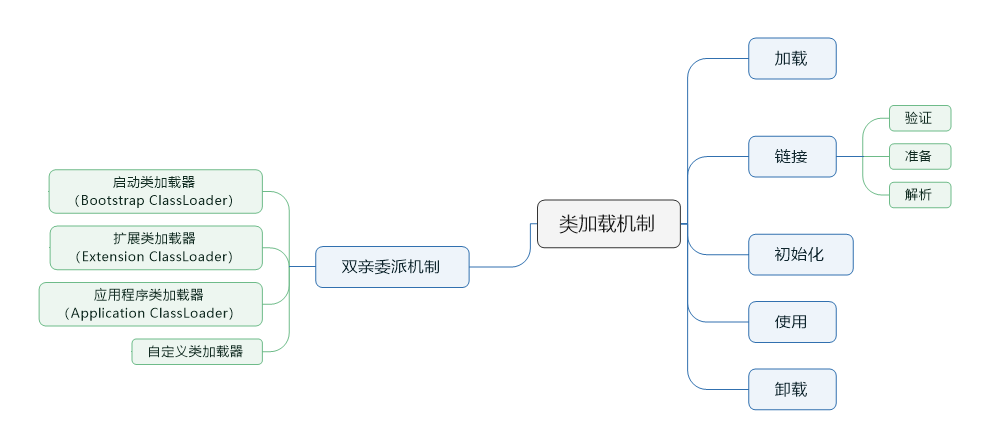 类加载机制
加载
链接
验证
准备
解析
初始化
使用
卸载
双亲委派机制
启动类加载器
（Bootstrap ClassLoader）
扩展类加载器
（Extension ClassLoader）
应用程序类加载器
（Application ClassLoader）
自定义类加载器